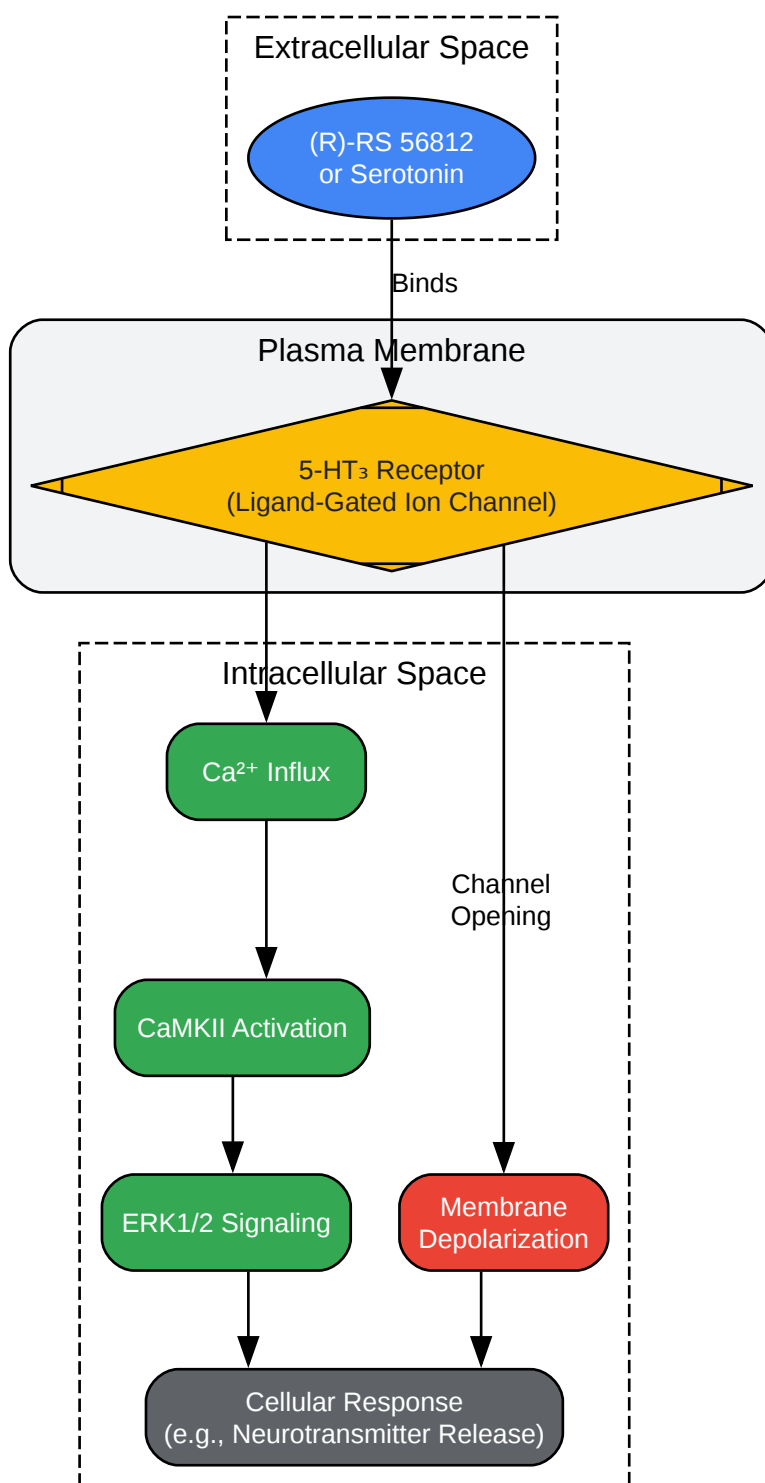 Extracellular Space
(R)-RS 56812
or Serotonin
Binds
Plasma Membrane
5-HT₃ Receptor
(Ligand-Gated Ion Channel)
Intracellular Space
Ca²⁺ Influx
Channel
Opening
CaMKII Activation
ERK1/2 Signaling
Membrane
Depolarization
Cellular Response
(e.g., Neurotransmitter Release)